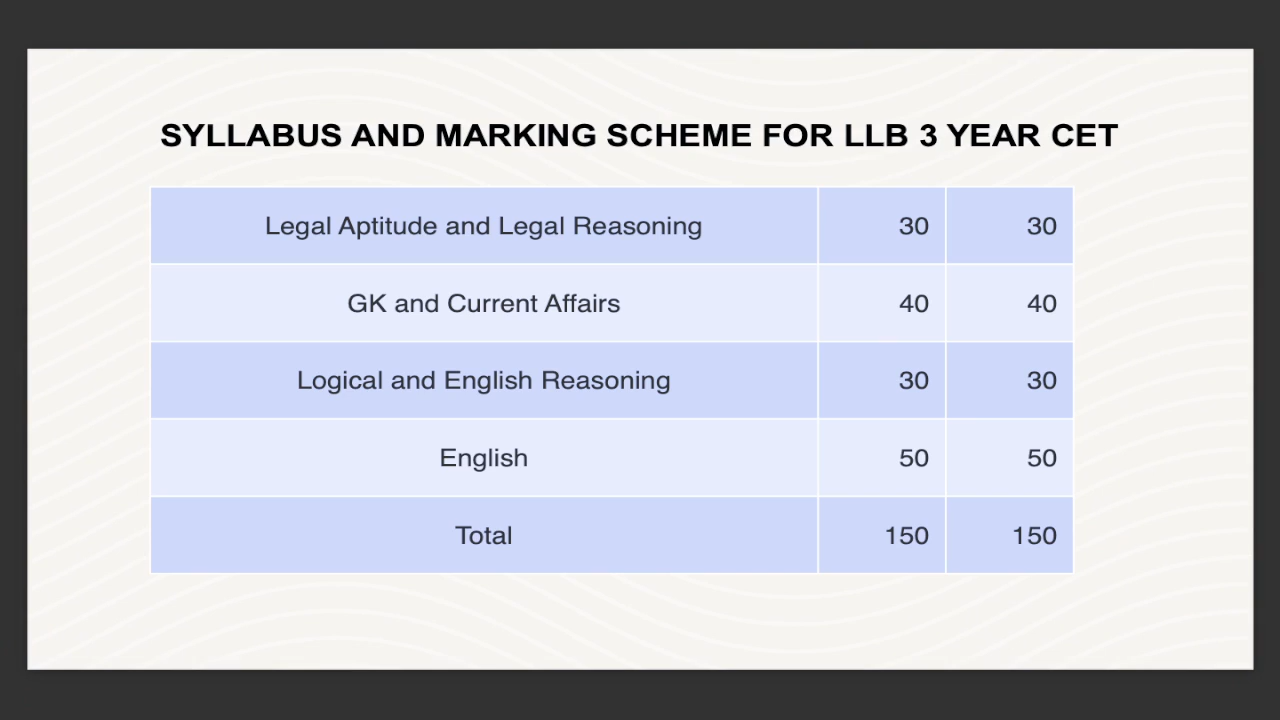 SYLLABUS AND MARKING SCHEME FOR LLB 3 YEAR CET
Legal Aptitude and Legal Reasoning 30 30
GK and Current Affairs 40 40
Logical and English Reasoning 30 30
English 50 50
Total 150 150